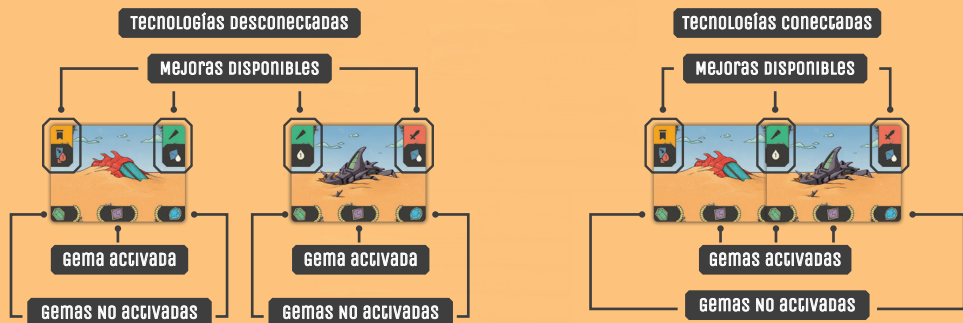 Tecnologías desconectadas
Mejoras disponibles
Gema activada
Gemas no activadas
Gema activada
Gemas no activadas
Tecnologías conectadas
Mejoras disponibles
Gemas activadas
Gemas no activadas